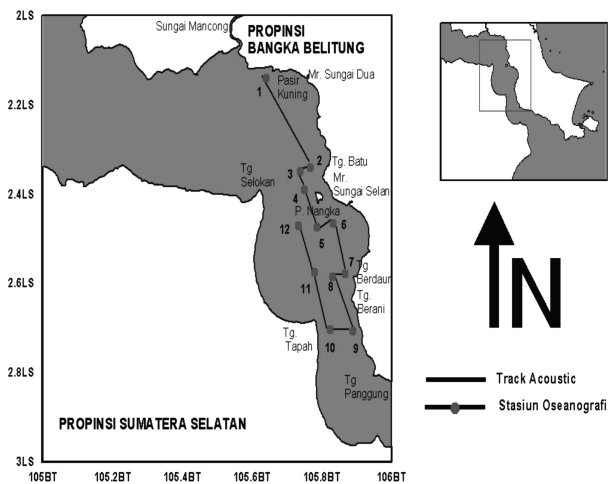 2LS
2.2LS
2.4LS
2.6LS
2.8LS
3LS
105BT
105.2BT
105.4BT
105.6BT
105.8BT
106BT
Sungai Mancong
PROPINSI
BANGKA BELITUNG
Mr. Sungai Dua
Pasir
Kuning
1
2
Tg. Batu
Mr.
Sungai Selan
3
Tg
Selokan
4
P. Nangka
12
5
6
7
Tg
Berdaun
8
11
Tg.
Berani
Tg.
Tapah
10
9
Tg
Panggung
PROPINSI SUMATERA SELATAN
N
Track Acoustic
Stasiun Oseanografi